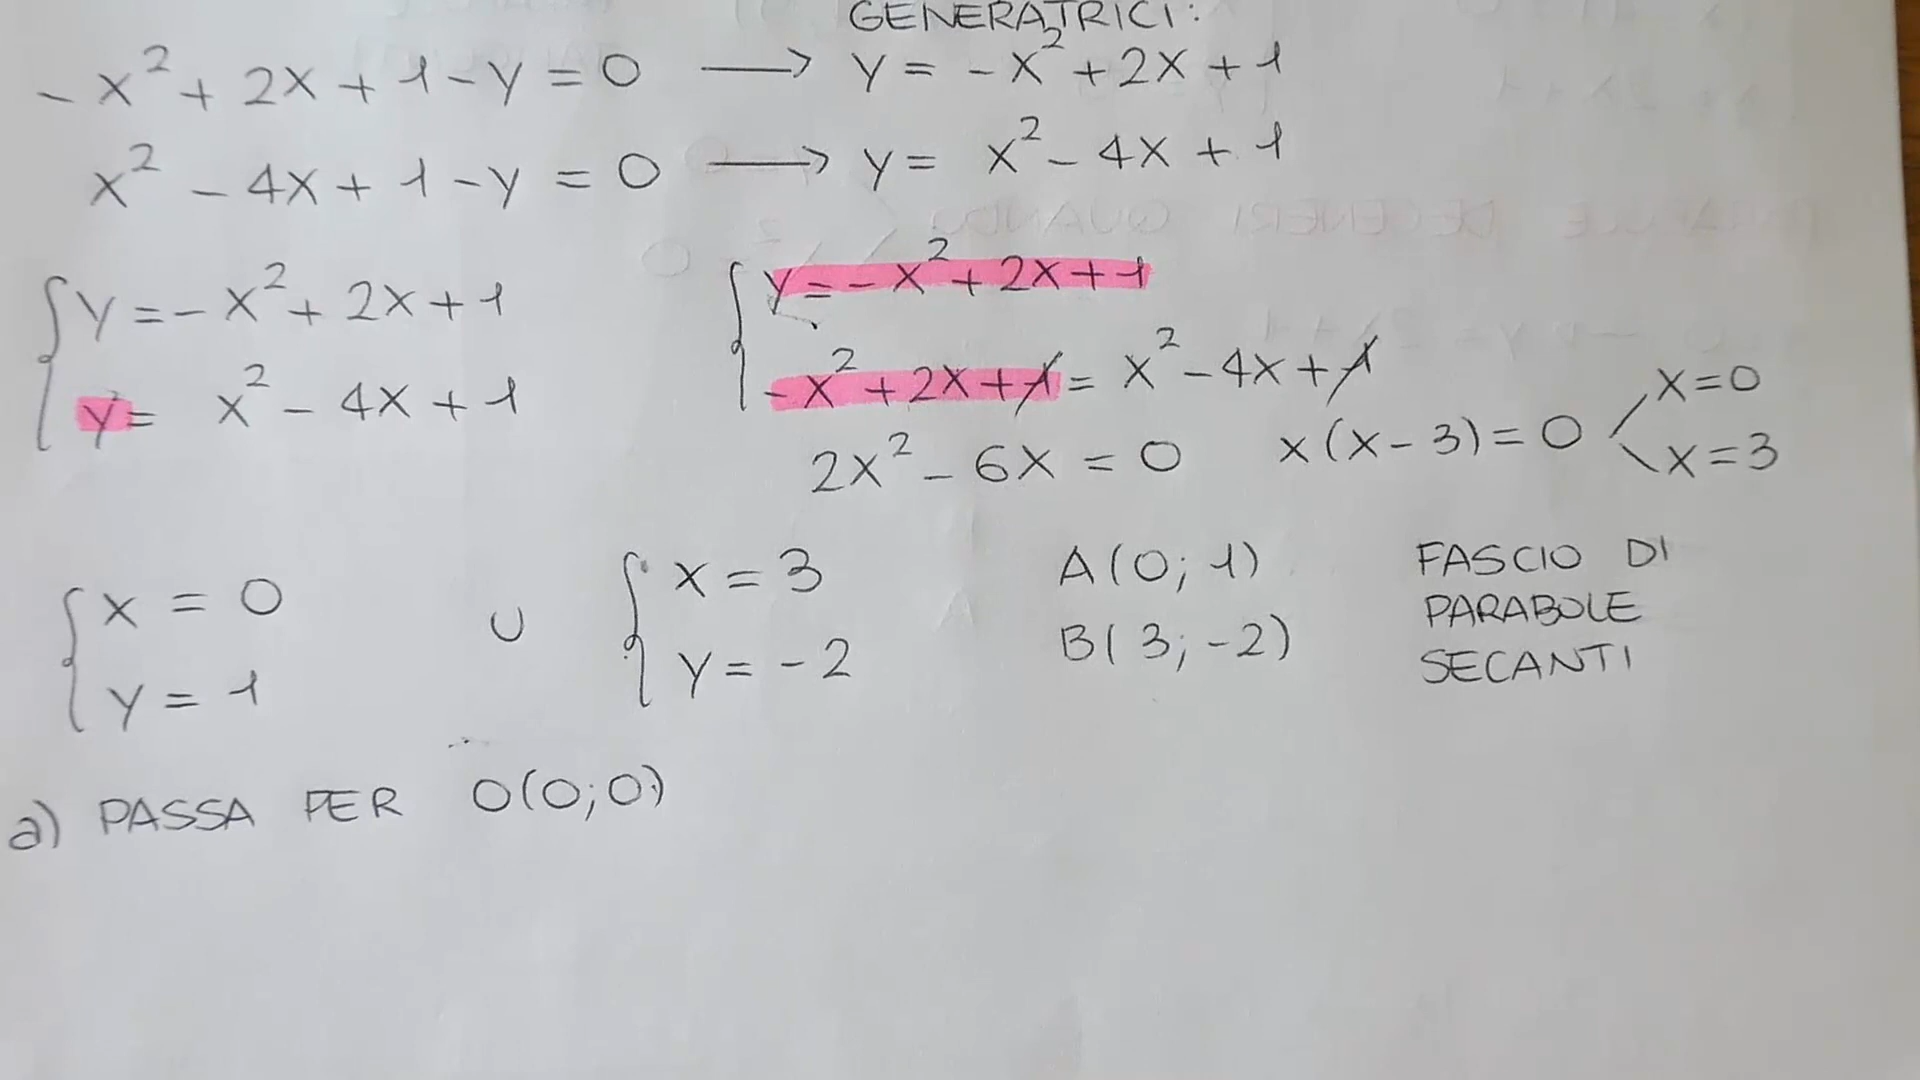 GENERATRICI:
-x²+2x+1-y=0 → y=-x²+2x+1
x²-4x+1-y=0 → y= x²-4x+1
{y=-x²+2x+1
y= x²-4x+1
{y=-x²+2x+1
-x²+2x+1= x²-4x+1
2x²-6x=0 x(x-3)=0 < x=0
x=3
{x=0
y=1
∪
{x=3
y=-2
A(0;1)
B(3;-2)
FASCIO DI
PARABOLE
SECANTI
a) PASSA PER O(0;0)